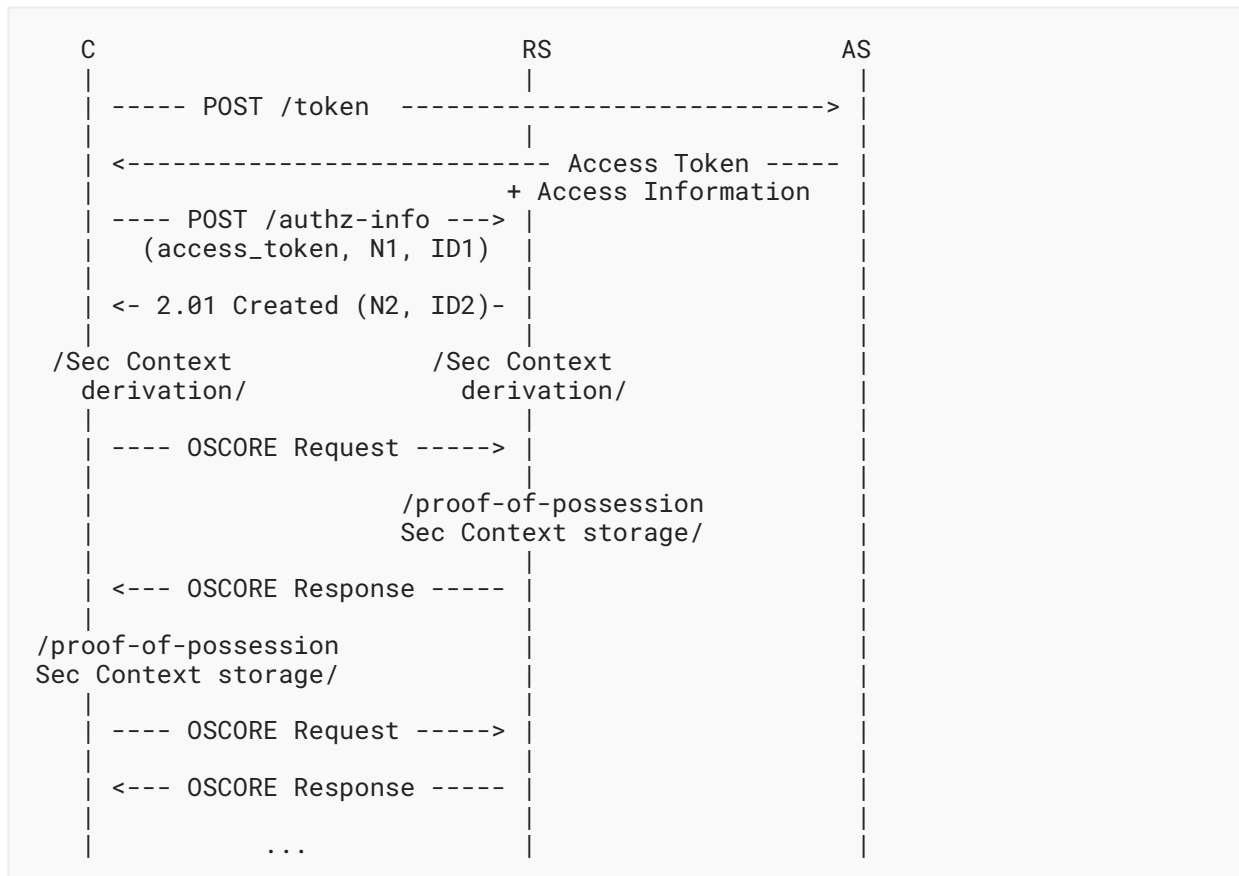 C RS AS
----- POST /token ---------------------------->
<---------------------------- Access Token -----
+ Access Information
---- POST /authz-info --->
(access_token, N1, ID1)
<- 2.01 Created (N2, ID2)-
/Sec Context /Sec Context
derivation/ derivation/
---- OSCORE Request ----->
/proof-of-possession
Sec Context storage/
<--- OSCORE Response -----
/proof-of-possession
Sec Context storage/
---- OSCORE Request ----->
<--- OSCORE Response -----
...